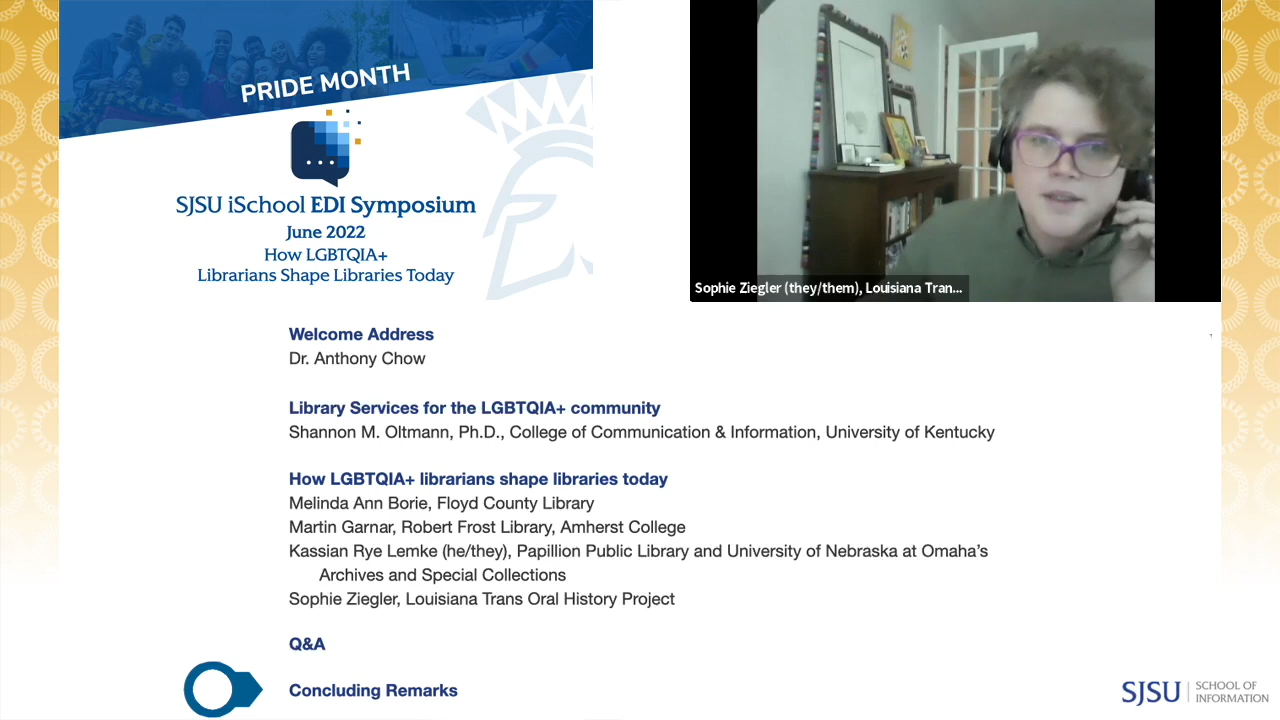 PRIDE MONTH
SJSU iSchool EDI Symposium
June 2022
How LGBTQIA+
Librarians Shape Libraries Today
Sophie Ziegler (they/them), Louisiana Tran...
Welcome Address
Dr. Anthony Chow
Library Services for the LGBTQIA+ community
Shannon M. Oltmann, Ph.D., College of Communication & Information, University of Kentucky
How LGBTQIA+ librarians shape libraries today
Melinda Ann Borie, Floyd County Library
Martin Garnar, Robert Frost Library, Amherst College
Kassian Rye Lemke (he/they), Papillion Public Library and University of Nebraska at Omaha’s
Archives and Special Collections
Sophie Ziegler, Louisiana Trans Oral History Project
Q&A
Concluding Remarks
SJSU | SCHOOL OF
INFORMATION